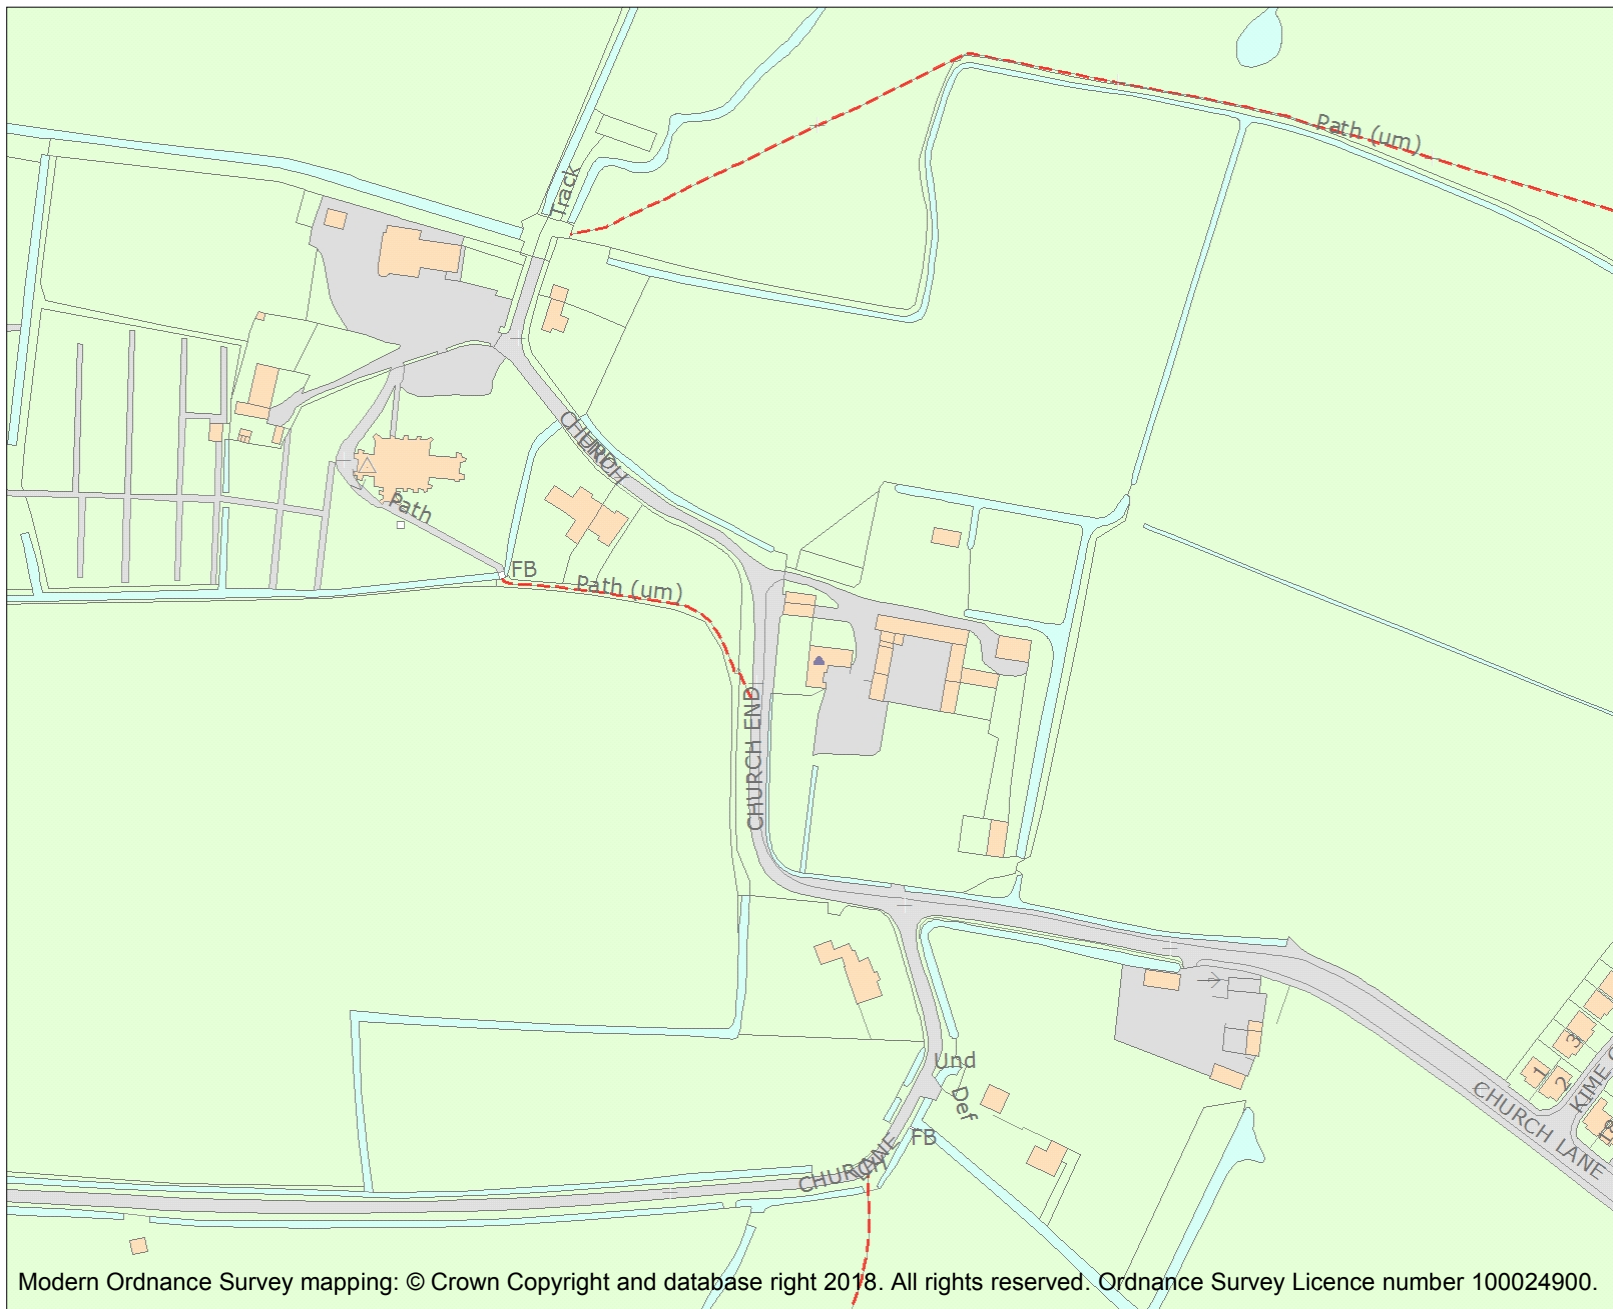 Path (um)
Track
CHURCH
Path
FB
Path (um)
CHURCH END
Und
Def
FB
CHURCH
LANE
3
1
2
CHURCH LANE
Modern Ordnance Survey mapping: © Crown Copyright and database right 2018. All rights reserved. Ordnance Survey Licence number 100024900.